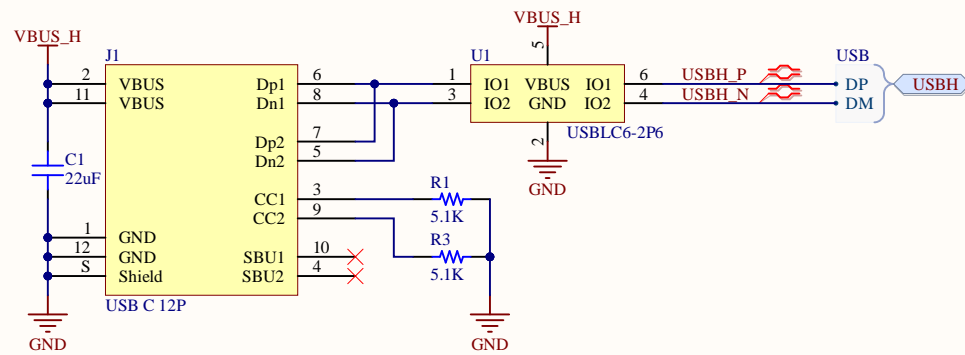 VBUS_H
VBUS_H
J1
U1
USB
5
2 VBUS Dp1 6
1 IO1 VBUS IO1 6 USBH_P DP USBH
11 VBUS Dn1 8
3 IO2 GND IO2 4 USBH_N DM
USBLC6-2P6
2
Dp2 7
Dn2 5
GND
C1
22uF
CC1 3
R1
5.1K
CC2 9
1 GND
R3
12 GND SBU1 10
5.1K
S Shield SBU2 4
USB C 12P
GND
GND